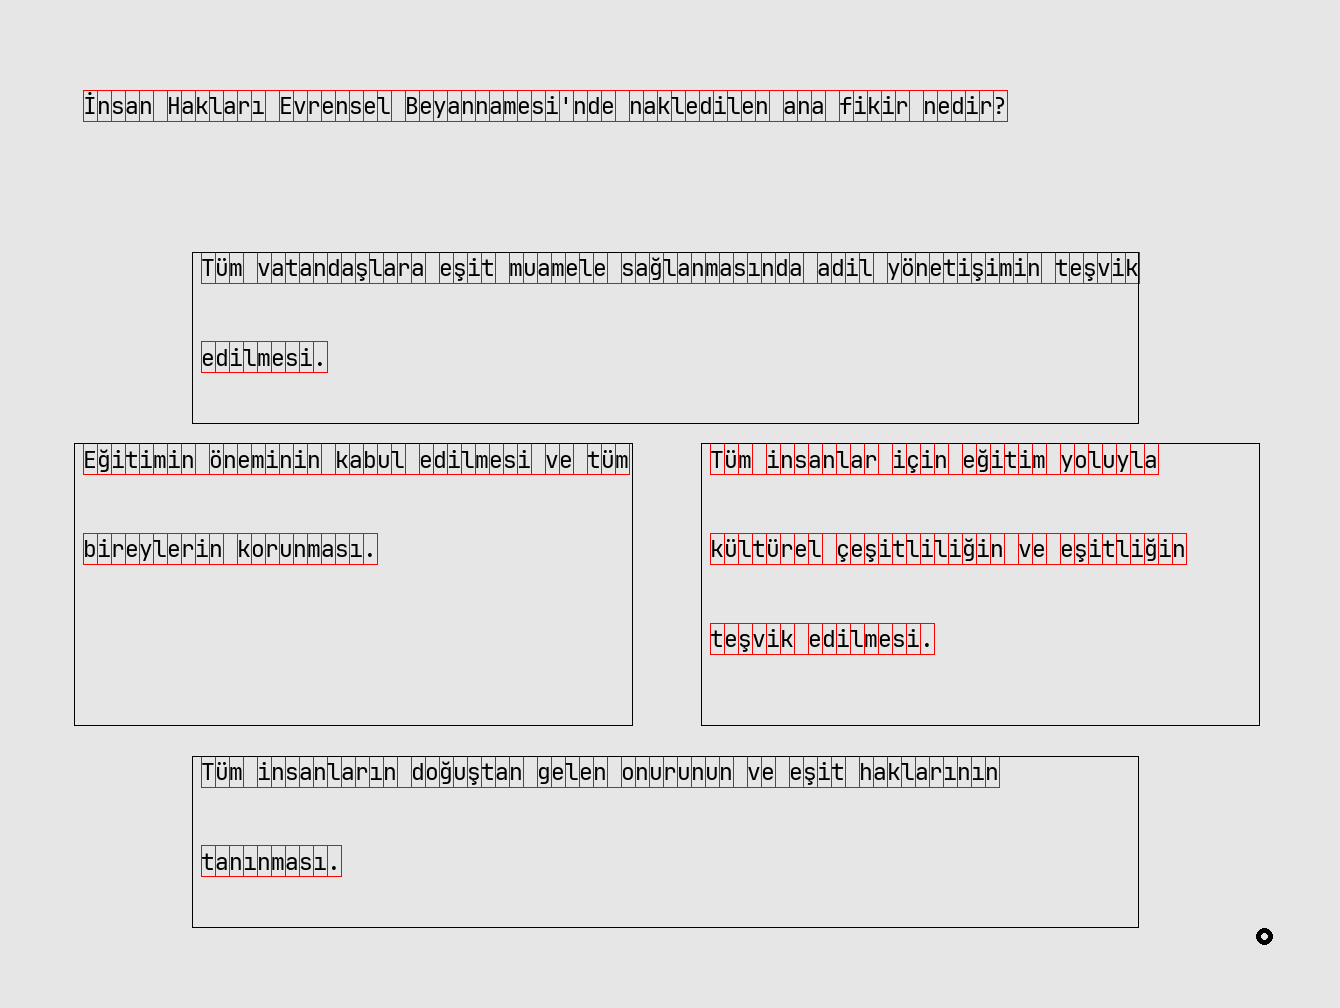 İnsan Hakları Evrensel Beyannamesi'nde nakledilen ana fikir nedir?
Tüm vatandaşlara eşit muamele sağlanmasında adil yönetişimin teşvik
edilmesi.
Eğitimin öneminin kabul edilmesi ve tüm
bireylerin korunması.
Tüm insanlar için eğitim yoluyla
kültürel çeşitliliğin ve eşitliğin
teşvik edilmesi.
Tüm insanların doğuştan gelen onurunun ve eşit haklarının
tanınması.